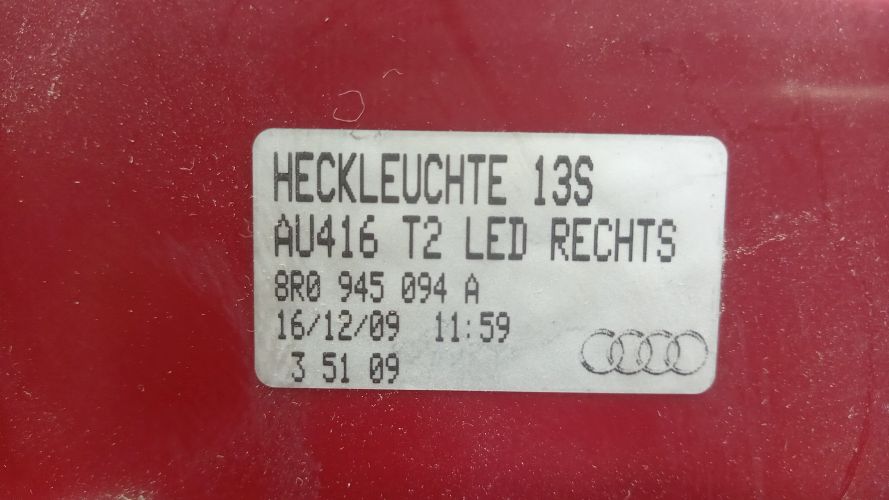 HECKLEUCHTE 13S
AU416 T2 LED RECHTS
8R0 945 094 A
16/12/09 11:59
3 51 09